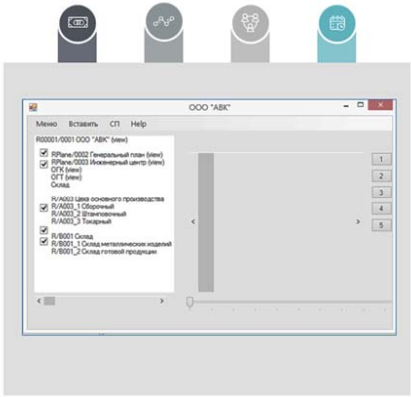 ООО "АВК"
Меню Вставить СП Help
R00001/0001 ООО "АВК" (view)
RPlane/0002 Генеральный план (view)
RPlane/0003 Инженерный центр (view)
ОГК (view)
ОГТ (view)
Склад
R/A003 Цеха основного производства
R/A003_1 Сборочный
R/A003_2 Штамповочный
R/A003_3 Токарный
R/B001 Склад
R/B001_1 Склад металлических изделий
R/B001_2 Склад готовой продукции
1
2
3
4
5